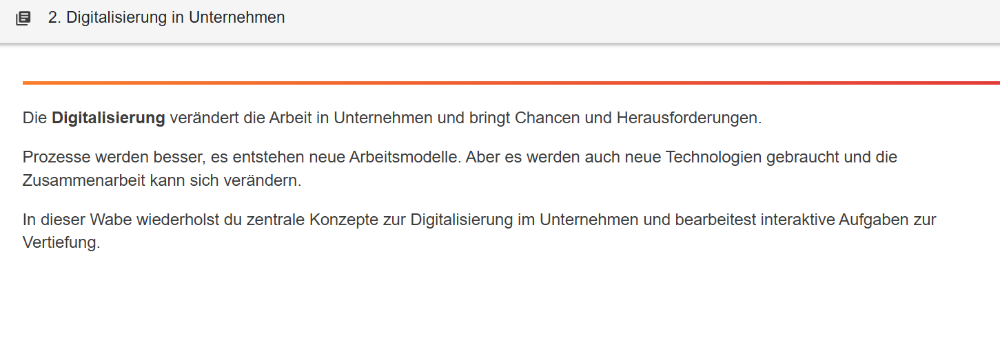 2. Digitalisierung in Unternehmen
Die Digitalisierung verändert die Arbeit in Unternehmen und bringt Chancen und Herausforderungen.
Prozesse werden besser, es entstehen neue Arbeitsmodelle. Aber es werden auch neue Technologien gebraucht und die
Zusammenarbeit kann sich verändern.
In dieser Wabe wiederholst du zentrale Konzepte zur Digitalisierung im Unternehmen und bearbeitest interaktive Aufgaben zur
Vertiefung.